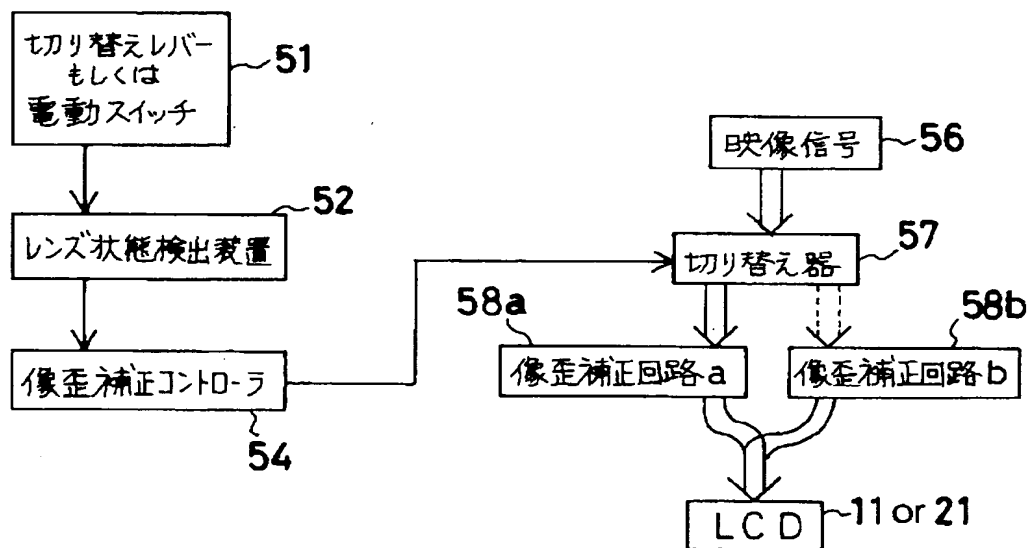 切り替えレバー
もしくは
電動スイッチ
51
52
レンズ状態検出装置
像歪補正コントローラ
54
映像信号
56
57
切り替え器
58a
58b
像歪補正回路a
像歪補正回路b
LCD
11 or 21